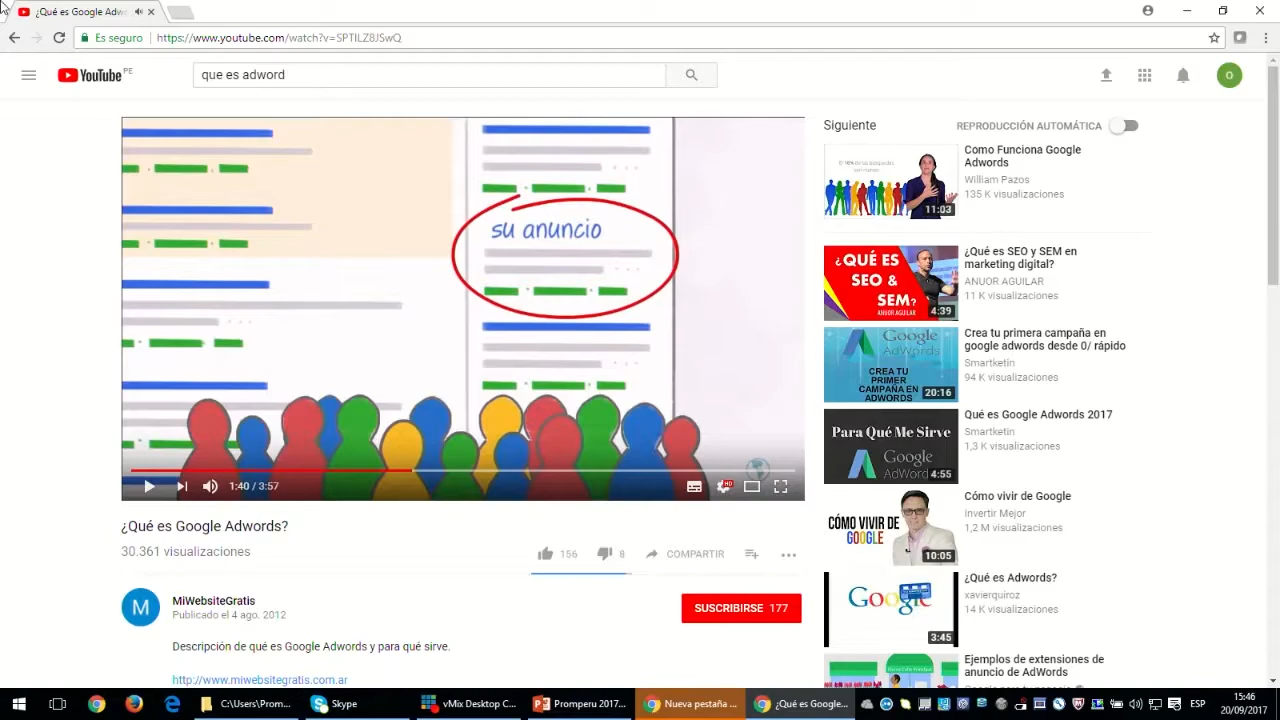 ¿Qué es Google Adw
Es seguro
https://www.youtube.com/watch?v=SPTILZ8JSwQ
YouTube PE
que es adword
O
su anuncio
1:40 / 3:57
HD
¿Qué es Google Adwords?
30.361 visualizaciones
156
8
COMPARTIR
M
MiWebsiteGratis
Publicado el 4 ago. 2012
SUSCRIBIRSE 177
Descripción de qué es Google Adwords y para qué sirve.
http://www.miwebsitegratis.com.ar
Siguiente
REPRODUCCIÓN AUTOMÁTICA
11:03
Como Funciona Google
Adwords
William Pazos
135 K visualizaciones
¿QUÉ ES
SEO &
SEM?
ANUOR AGUILAR
4:39
¿Qué es SEO y SEM en
marketing digital?
ANUOR AGUILAR
11 K visualizaciones
Google
AdWords
CREA TU
PRIMER
CAMPAÑA EN
ADWORDS
20:16
Crea tu primera campaña en
google adwords desde 0/ rápido
Smartketin
94 K visualizaciones
Para Qué Me Sirve
Google
AdWord
4:55
Qué es Google Adwords 2017
Smartketin
1,3 K visualizaciones
CÓMO VIVIR DE
GOOGLE
10:05
Cómo vivir de Google
Invertir Mejor
1,2 M visualizaciones
Google
3:45
¿Qué es Adwords?
xavierquiroz
14 K visualizaciones
Ejemplos de extensiones de
anuncio de AdWords
C:\Users\Prom...
Skype
vMix Desktop C...
Promperu 2017...
Nueva pestaña ...
¿Qué es Google...
ESP
15:46
20/09/2017